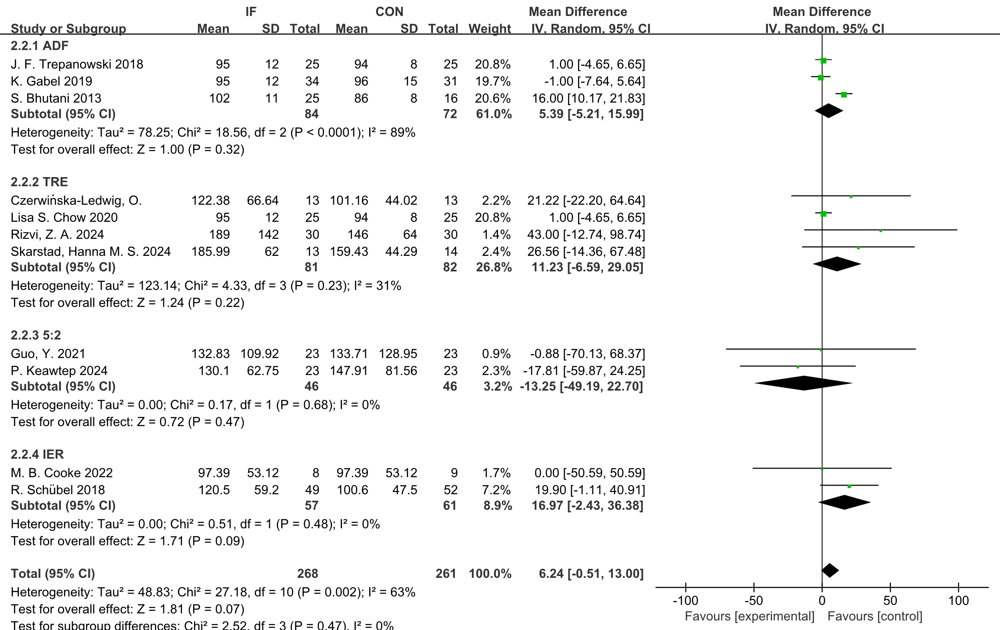 IF CON Mean Difference Mean Difference
Study or Subgroup Mean SD Total Mean SD Total Weight IV, Random, 95% CI IV, Random, 95% CI
2.2.1 ADF
J. F. Trepanowski 2018 95 12 25 94 8 25 20.8% 1.00 [-4.65, 6.65]
K. Gabel 2019 95 12 34 96 15 31 19.7% -1.00 [-7.64, 5.64]
S. Bhutani 2013 102 11 25 86 8 16 20.6% 16.00 [10.17, 21.83]
Subtotal (95% CI) 84 72 61.0% 5.39 [-5.21, 15.99]
Heterogeneity: Tau² = 78.25; Chi² = 18.56, df = 2 (P < 0.0001); I² = 89%
Test for overall effect: Z = 1.00 (P = 0.32)
2.2.2 TRE
Czerwińska-Ledwig, O. 122.38 66.64 13 101.16 44.02 13 2.2% 21.22 [-22.20, 64.64]
Lisa S. Chow 2020 95 12 25 94 8 25 20.8% 1.00 [-4.65, 6.65]
Rizvi, Z. A. 2024 189 142 30 146 64 30 1.4% 43.00 [-12.74, 98.74]
Skarstad, Hanna M. S. 2024 185.99 62 13 159.43 44.29 14 2.4% 26.56 [-14.36, 67.48]
Subtotal (95% CI) 81 82 26.8% 11.23 [-6.59, 29.05]
Heterogeneity: Tau² = 123.14; Chi² = 4.33, df = 3 (P = 0.23); I² = 31%
Test for overall effect: Z = 1.24 (P = 0.22)
2.2.3 5:2
Guo, Y. 2021 132.83 109.92 23 133.71 128.95 23 0.9% -0.88 [-70.13, 68.37]
P. Keawtep 2024 130.1 62.75 23 147.91 81.56 23 2.3% -17.81 [-59.87, 24.25]
Subtotal (95% CI) 46 46 3.2% -13.25 [-49.19, 22.70]
Heterogeneity: Tau² = 0.00; Chi² = 0.17, df = 1 (P = 0.68); I² = 0%
Test for overall effect: Z = 0.72 (P = 0.47)
2.2.4 IER
M. B. Cooke 2022 97.39 53.12 8 97.39 53.12 9 1.7% 0.00 [-50.59, 50.59]
R. Schübel 2018 120.5 59.2 49 100.6 47.5 52 7.2% 19.90 [-1.11, 40.91]
Subtotal (95% CI) 57 61 8.9% 16.97 [-2.43, 36.38]
Heterogeneity: Tau² = 0.00; Chi² = 0.51, df = 1 (P = 0.48); I² = 0%
Test for overall effect: Z = 1.71 (P = 0.09)
Total (95% CI) 268 261 100.0% 6.24 [-0.51, 13.00]
Heterogeneity: Tau² = 48.83; Chi² = 27.18, df = 10 (P = 0.002); I² = 63%
-100 -50 0 50 100
Test for overall effect: Z = 1.81 (P = 0.07)
Favours [experimental] Favours [control]
Test for subgroup differences: Chi² = 2.52, df = 3 (P = 0.47), I² = 0%